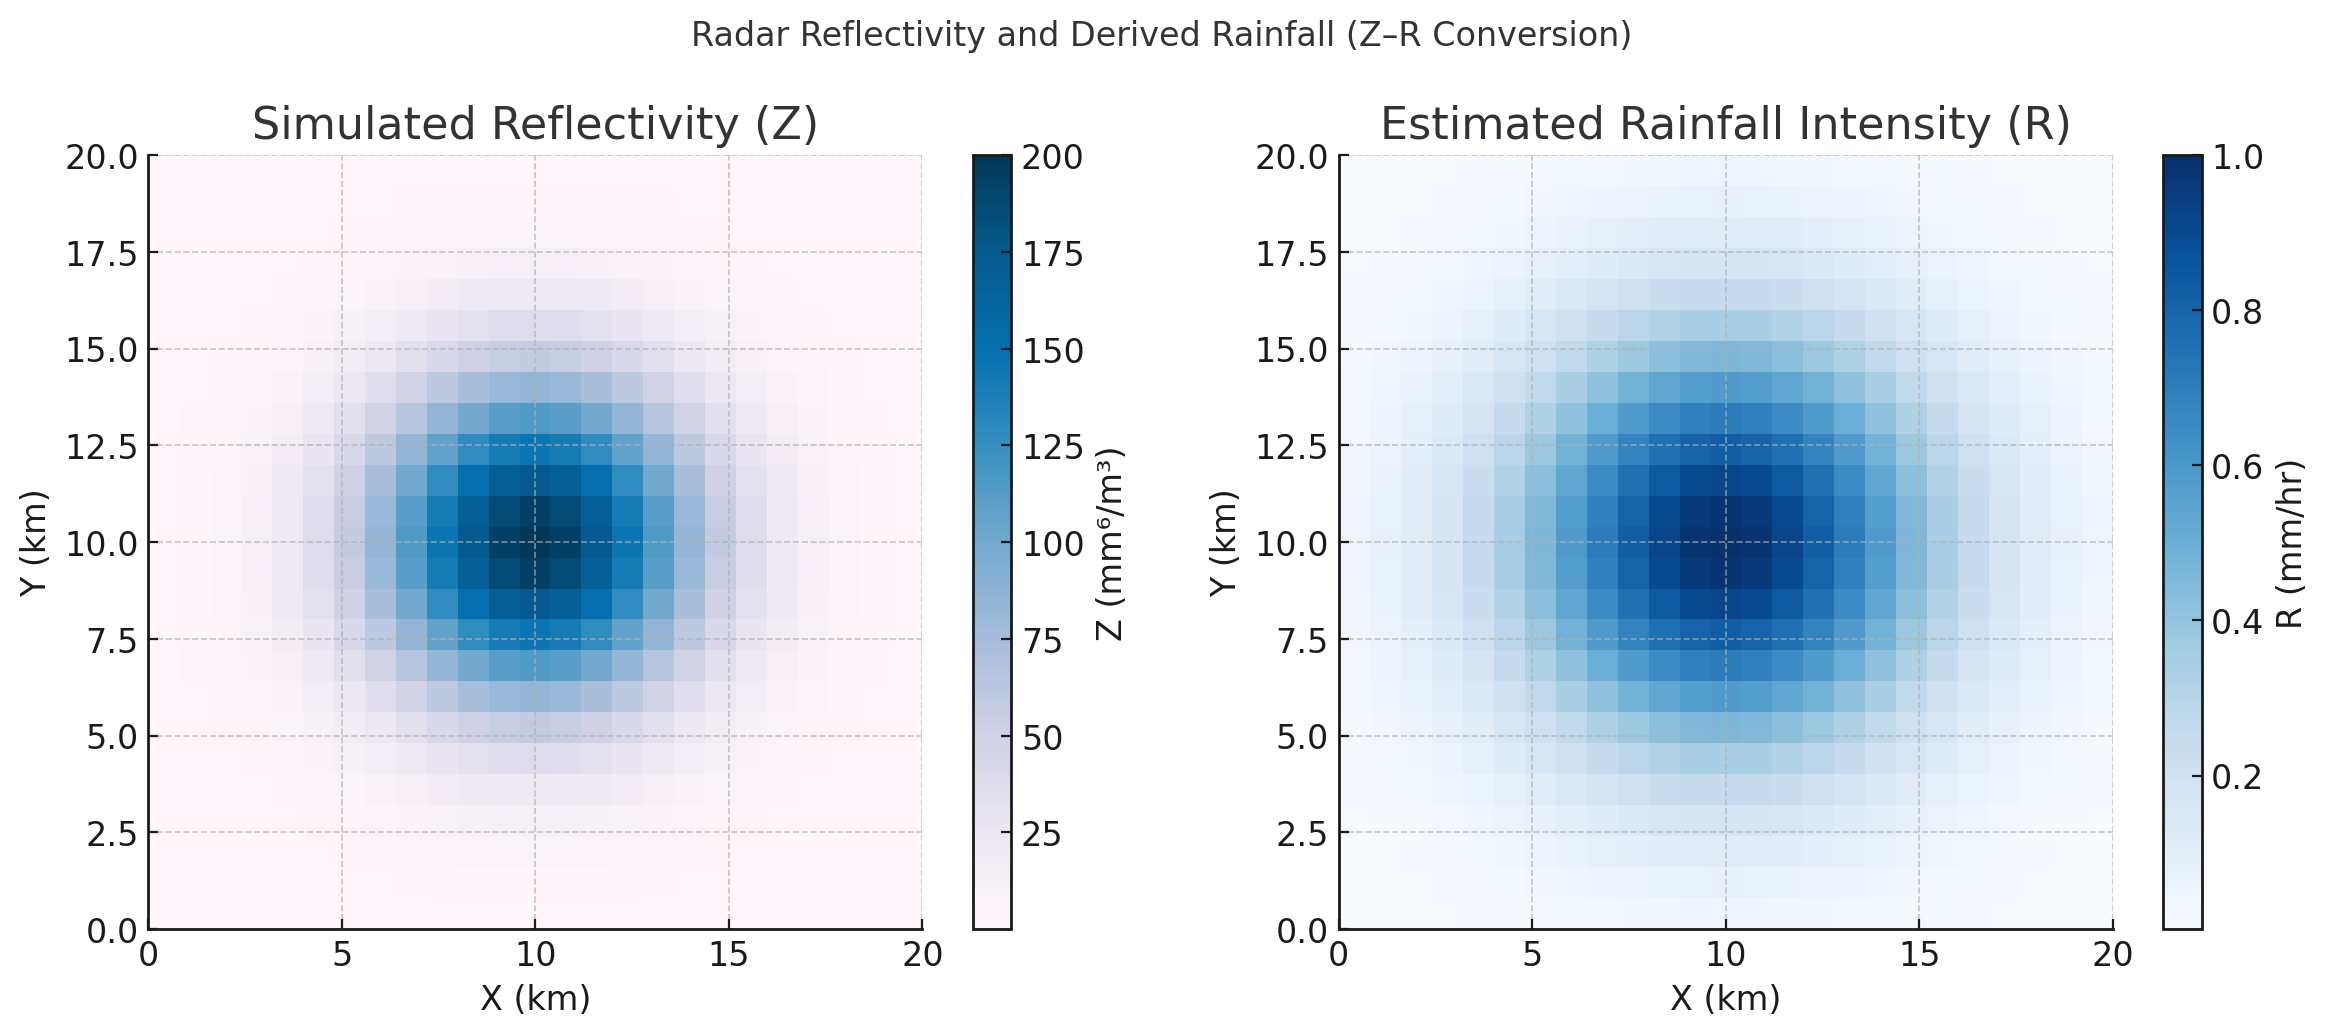 Radar Reflectivity and Derived Rainfall (Z–R Conversion)
Simulated Reflectivity (Z)
20.0
17.5
15.0
12.5
10.0
7.5
5.0
2.5
0.0
Y (km)
0 5 10 15 20
X (km)
200
175
150
125
100
75
50
25
Z (mm⁶/m³)
Estimated Rainfall Intensity (R)
20.0
17.5
15.0
12.5
10.0
7.5
5.0
2.5
0.0
Y (km)
0 5 10 15 20
X (km)
1.0
0.8
0.6
0.4
0.2
R (mm/hr)